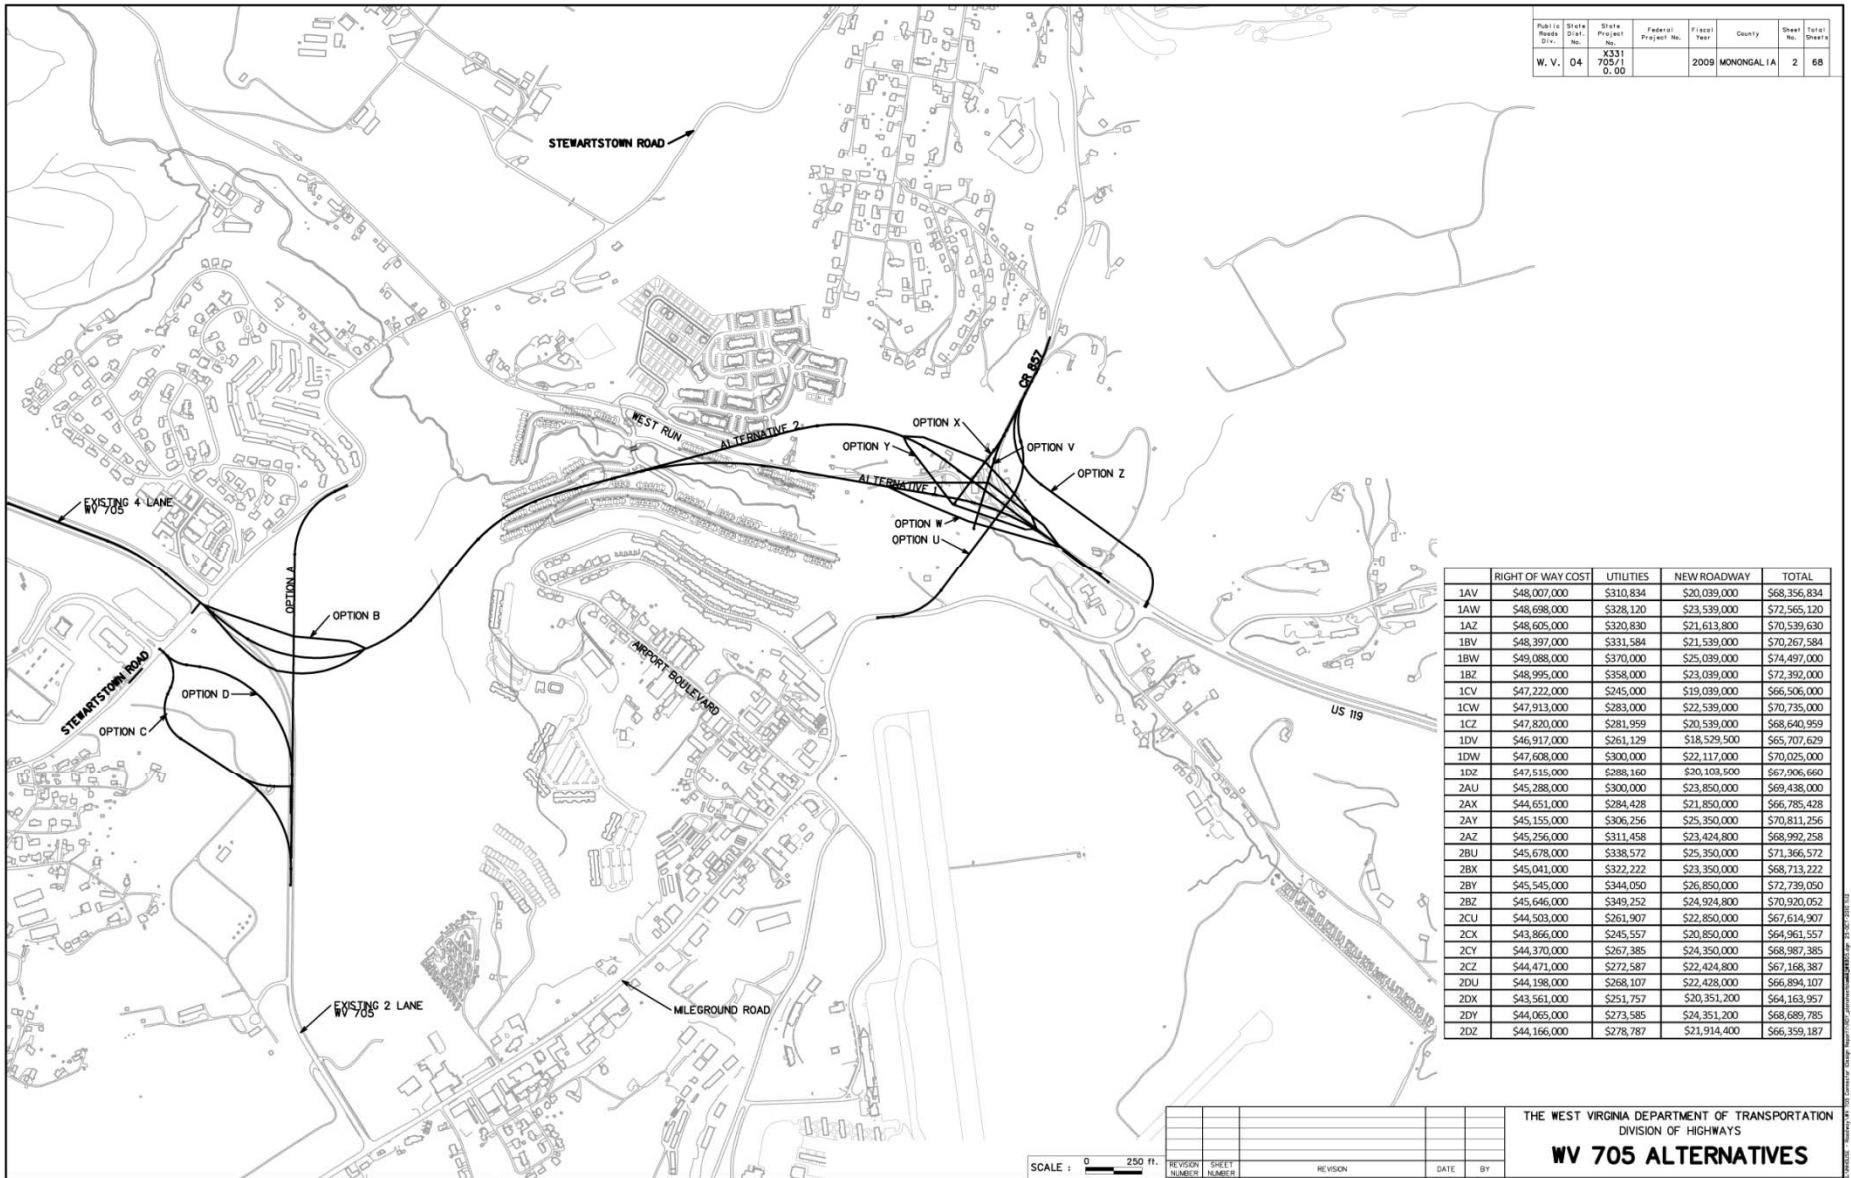 Public Roads Div. State Dist. No. State Project No. Federal Project No. Fiscal Year County Sheet No. Total Sheets
W. V. 04 X331 705/1 0.00 2009 MONONGALIA 2 68
STEWARTSTOWN ROAD
CR 857
WEST RUN
ALTERNATIVE 2
OPTION X
OPTION Y
OPTION V
OPTION Z
ALTERNATIVE 1
EXISTING 4 LANE
WV 705
OPTION W
OPTION U
OPTION A
OPTION B
STEWARTSTOWN ROAD
OPTION D
OPTION C
AIRPORT BOULEVARD
US 119
EXISTING 2 LANE
WV 705
MILEGROUND ROAD
RIGHT OF WAY COST UTILITIES NEW ROADWAY TOTAL
1AV $48,007,000 $310,834 $20,039,000 $68,356,834
1AW $48,698,000 $328,120 $23,539,000 $72,565,120
1AZ $48,605,000 $320,830 $21,613,800 $70,539,630
1BV $48,397,000 $331,584 $21,539,000 $70,267,584
1BW $49,088,000 $370,000 $25,039,000 $74,497,000
1BZ $48,995,000 $358,000 $23,039,000 $72,392,000
1CV $47,222,000 $245,000 $19,039,000 $66,506,000
1CW $47,913,000 $283,000 $22,539,000 $70,735,000
1CZ $47,820,000 $281,959 $20,539,000 $68,640,959
1DV $46,917,000 $261,129 $18,529,500 $65,707,629
1DW $47,608,000 $300,000 $22,117,000 $70,025,000
1DZ $47,515,000 $288,160 $20,103,500 $67,906,660
2AU $45,288,000 $300,000 $23,850,000 $69,438,000
2AX $44,651,000 $284,428 $21,850,000 $66,785,428
2AY $45,155,000 $306,256 $25,350,000 $70,811,256
2AZ $45,256,000 $311,458 $23,424,800 $68,992,258
2BU $45,678,000 $338,572 $25,350,000 $71,366,572
2BX $45,041,000 $322,222 $23,350,000 $68,713,222
2BY $45,545,000 $344,050 $26,850,000 $72,739,050
2BZ $45,646,000 $349,252 $24,924,800 $70,920,052
2CU $44,503,000 $261,907 $22,850,000 $67,614,907
2CX $43,866,000 $245,557 $20,850,000 $64,961,557
2CY $44,370,000 $267,385 $24,350,000 $68,987,385
2CZ $44,471,000 $272,587 $22,424,800 $67,168,387
2DU $44,198,000 $268,107 $22,428,000 $66,894,107
2DX $43,561,000 $251,757 $20,351,200 $64,163,957
2DY $44,065,000 $273,585 $24,351,200 $68,689,785
2DZ $44,166,000 $278,787 $21,914,400 $66,359,187
SCALE : 0 250 ft.
REVISION NUMBER SHEET NUMBER REVISION DATE BY
THE WEST VIRGINIA DEPARTMENT OF TRANSPORTATION
DIVISION OF HIGHWAYS
WV 705 ALTERNATIVES